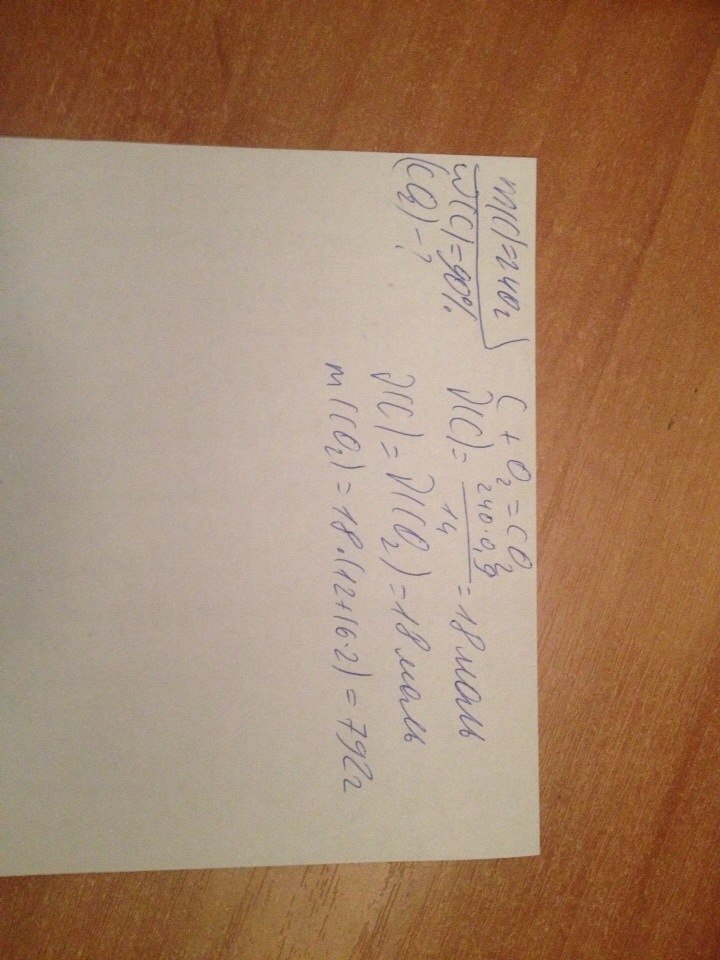 m(C)=240г
W(C)=90%
(CO₂)-?
C + O₂ = CO₂
ν(C) = 240·0,9 / 14 = 18 моль
ν(C) = ν(CO₂) = 18 моль
m(CO₂) = 18·(12+16·2) = 792г